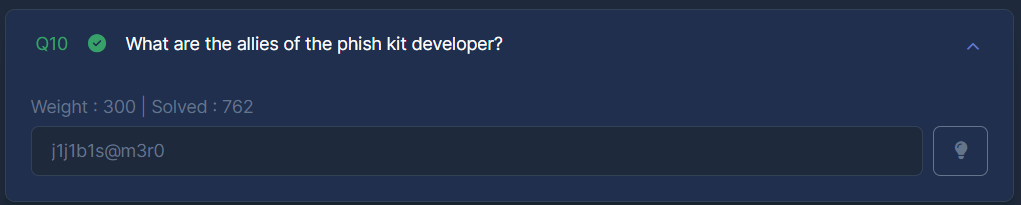 Q10 What are the allies of the phish kit developer?
Weight : 300 | Solved : 762
j1j1b1s@m3r0